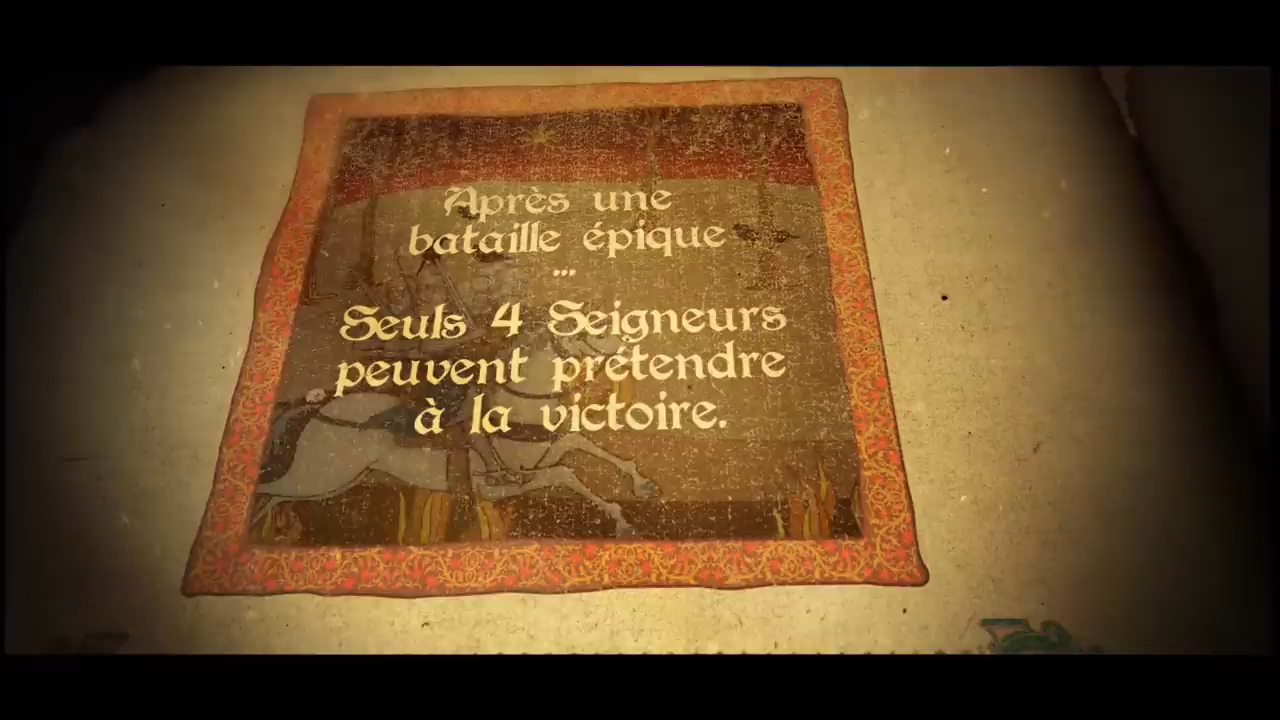 Après une
bataille épique
...
Seuls 4 Seigneurs
peuvent prétendre
à la victoire.